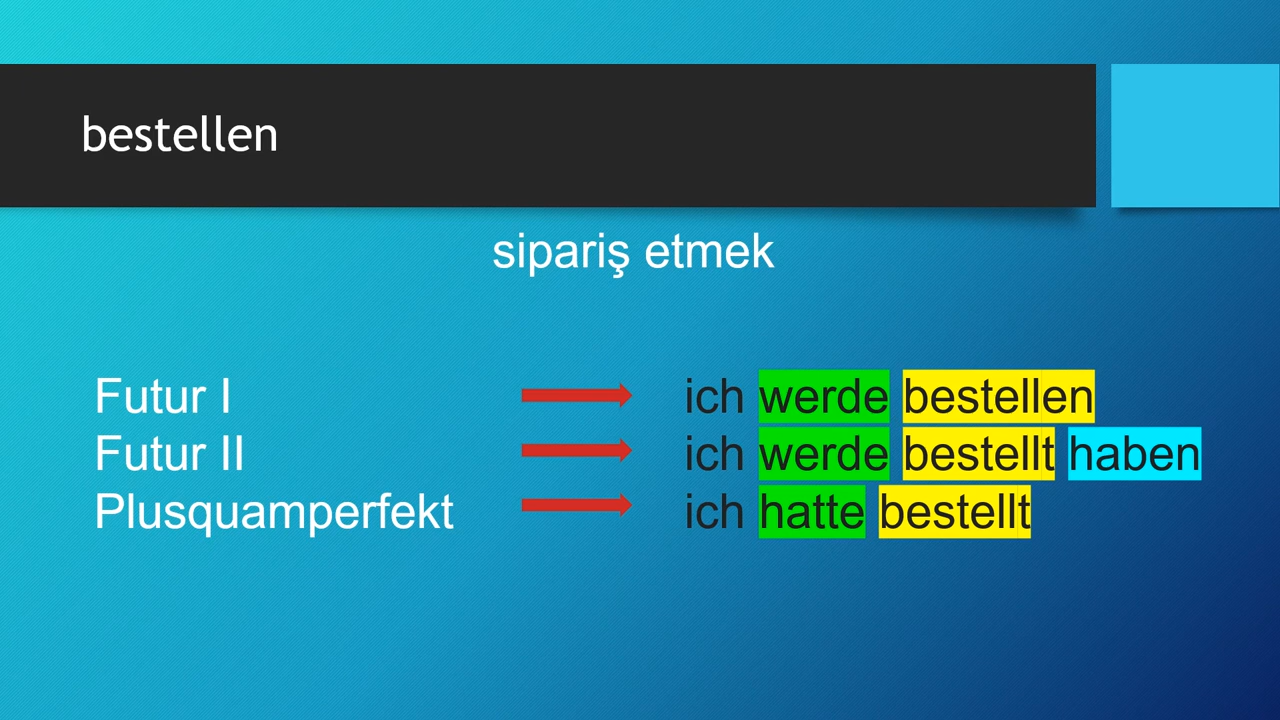 bestellen
sipariş etmek
Futur I ich werde bestellen
Futur II ich werde bestellt haben
Plusquamperfekt ich hatte bestellt